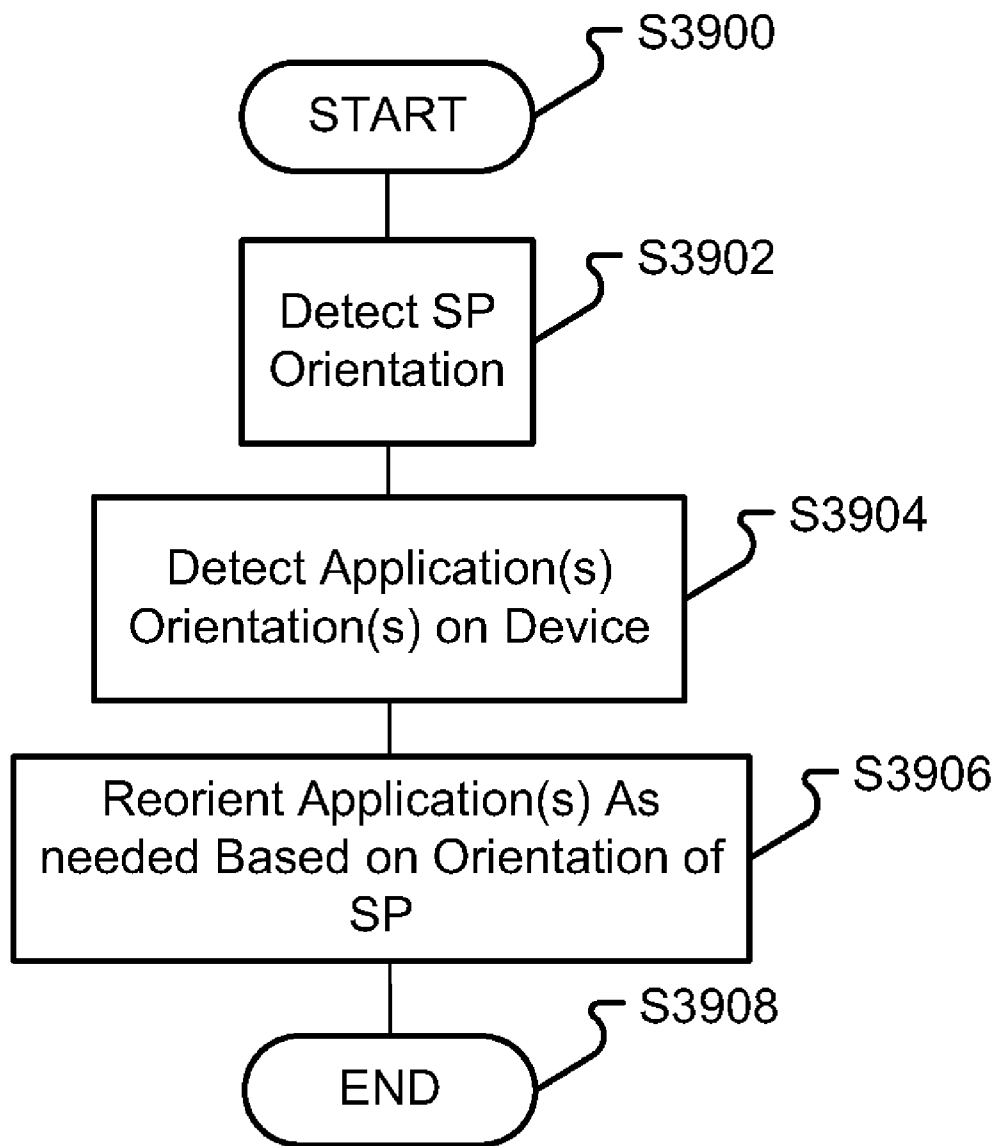 S3900
START
S3902
Detect SP
Orientation
S3904
Detect Application(s)
Orientation(s) on Device
S3906
Reorient Application(s) As
needed Based on Orientation of
SP
S3908
END